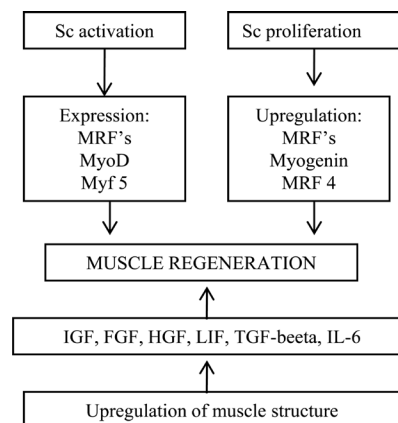 Sc activation
Sc proliferation
Expression:
MRF's
MyoD
Myf 5
Upregulation:
MRF's
Myogenin
MRF 4
MUSCLE REGENERATION
IGF, FGF, HGF, LIF, TGF-beeta, IL-6
Upregulation of muscle structure